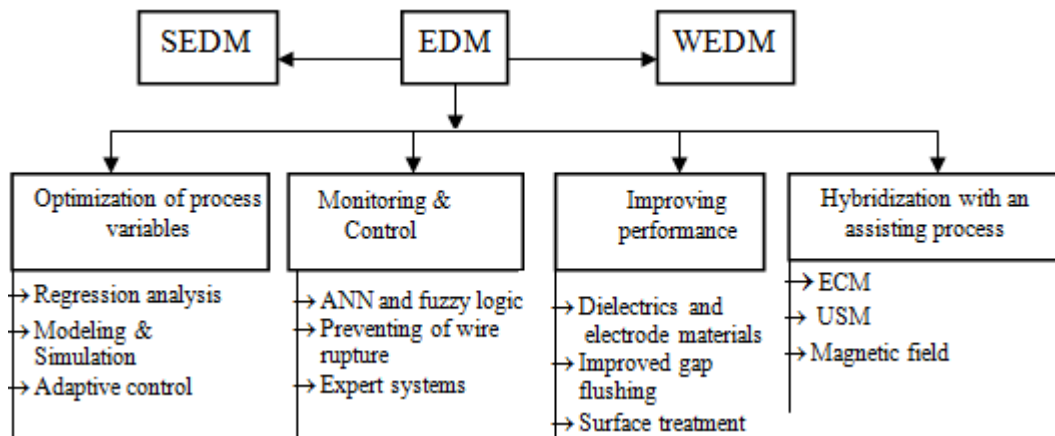 SEDM
EDM
WEDM
Optimization of process
variables
→ Regression analysis
→ Modeling &
Simulation
→ Adaptive control
Monitoring &
Control
→ ANN and fuzzy logic
→ Preventing of wire
rupture
→ Expert systems
Improving
performance
→ Dielectrics and
electrode materials
→ Improved gap
flushing
→ Surface treatment
Hybridization with an
assisting process
→ ECM
→ USM
→ Magnetic field